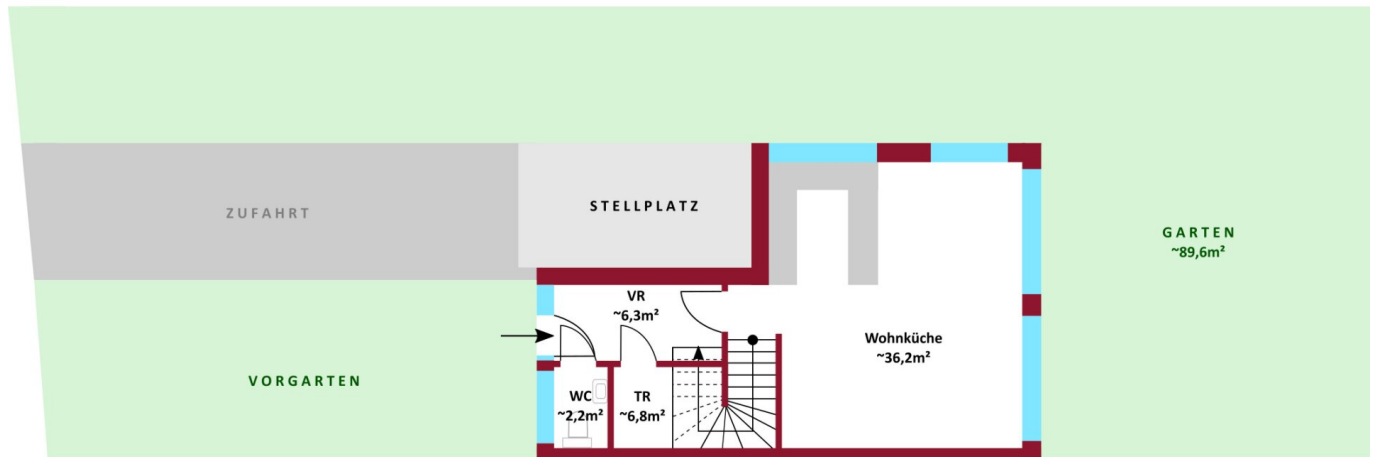 ZUFAHRT
STELLPLATZ
GARTEN
~89,6m²
VR
~6,3m²
Wohnküche
~36,2m²
VORGARTEN
WC
~2,2m²
TR
~6,8m²